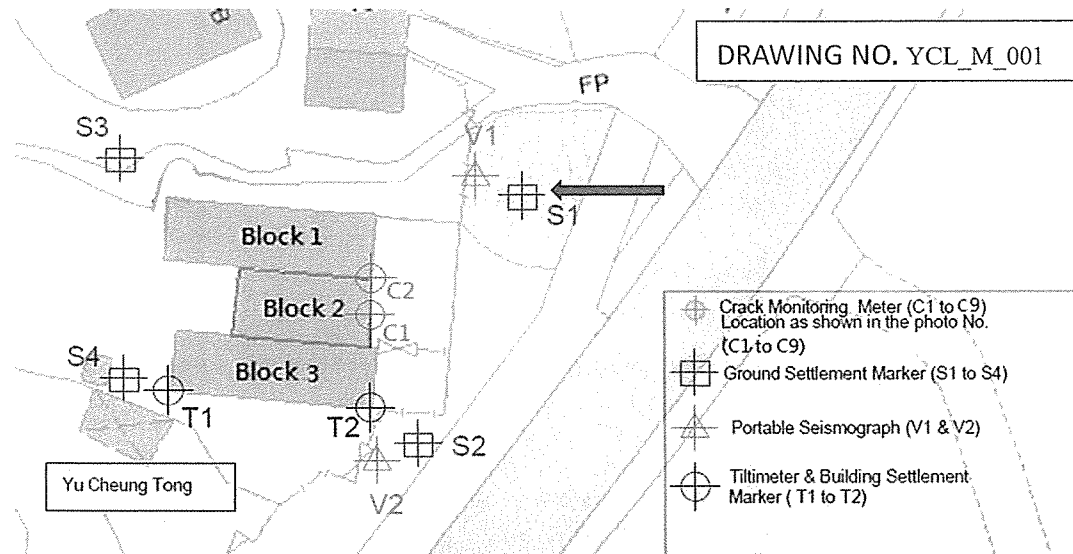 DRAWING NO. YCL_M_001
FP
V1
S3
S1
Block 1
C2
Block 2
C1
S4
Block 3
T1
T2
S2
V2
Yu Cheung Tong
Crack Monitoring Meter (C1 to C9)
Location as shown in the photo No.
(C1 to C9)
Ground Settlement Marker (S1 to S4)
Portable Seismograph (V1 & V2)
Tiltimeter & Building Settlement
Marker ( T1 to T2)